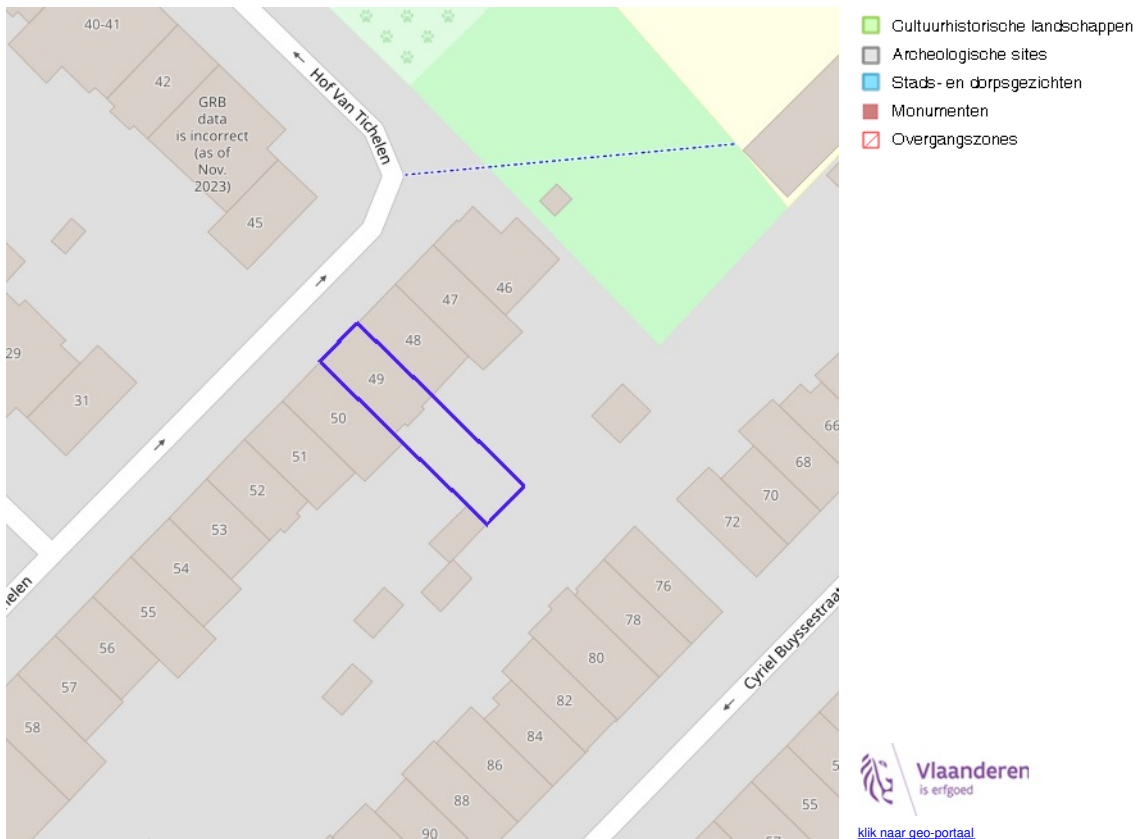 40-41
42
GRB
data
is incorrect
(as of
Nov.
2023)
45
Hof Van Tichelen
46
47
48
49
50
51
52
53
54
55
56
57
58
29
31
helen
66
68
70
72
76
78
80
82
84
86
88
90
Cyriel Buyssestraat
55
Cultuurhistorische landschappen
Archeologische sites
Stads- en dorpsgezichten
Monumenten
Overgangszones
Vlaanderen
is erfgoed
klik naar geo-portaal